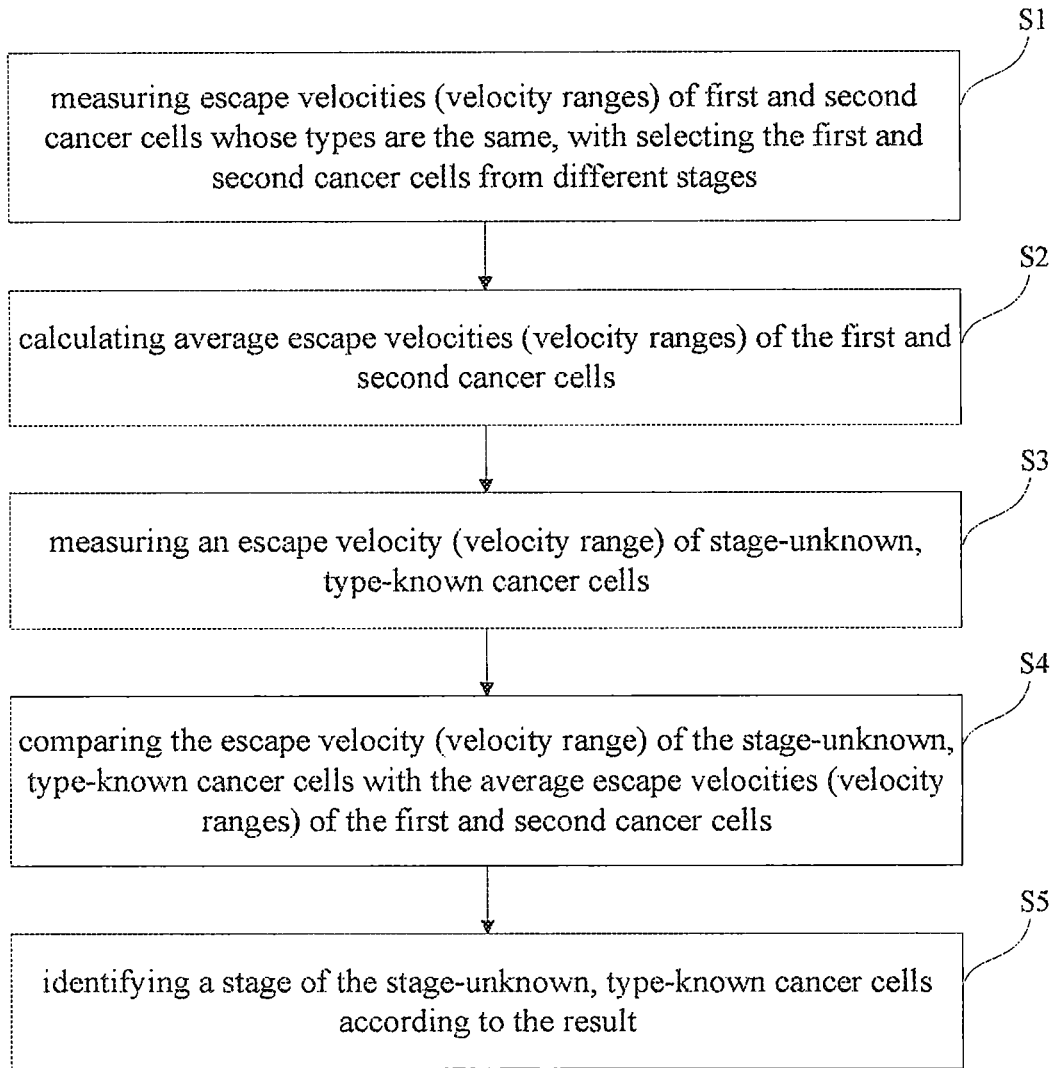 S1
measuring escape velocities (velocity ranges) of first and second
cancer cells whose types are the same, with selecting the first and
second cancer cells from different stages
S2
calculating average escape velocities (velocity ranges) of the first and
second cancer cells
S3
measuring an escape velocity (velocity range) of stage-unknown,
type-known cancer cells
S4
comparing the escape velocity (velocity range) of the stage-unknown,
type-known cancer cells with the average escape velocities (velocity
ranges) of the first and second cancer cells
S5
identifying a stage of the stage-unknown, type-known cancer cells
according to the result